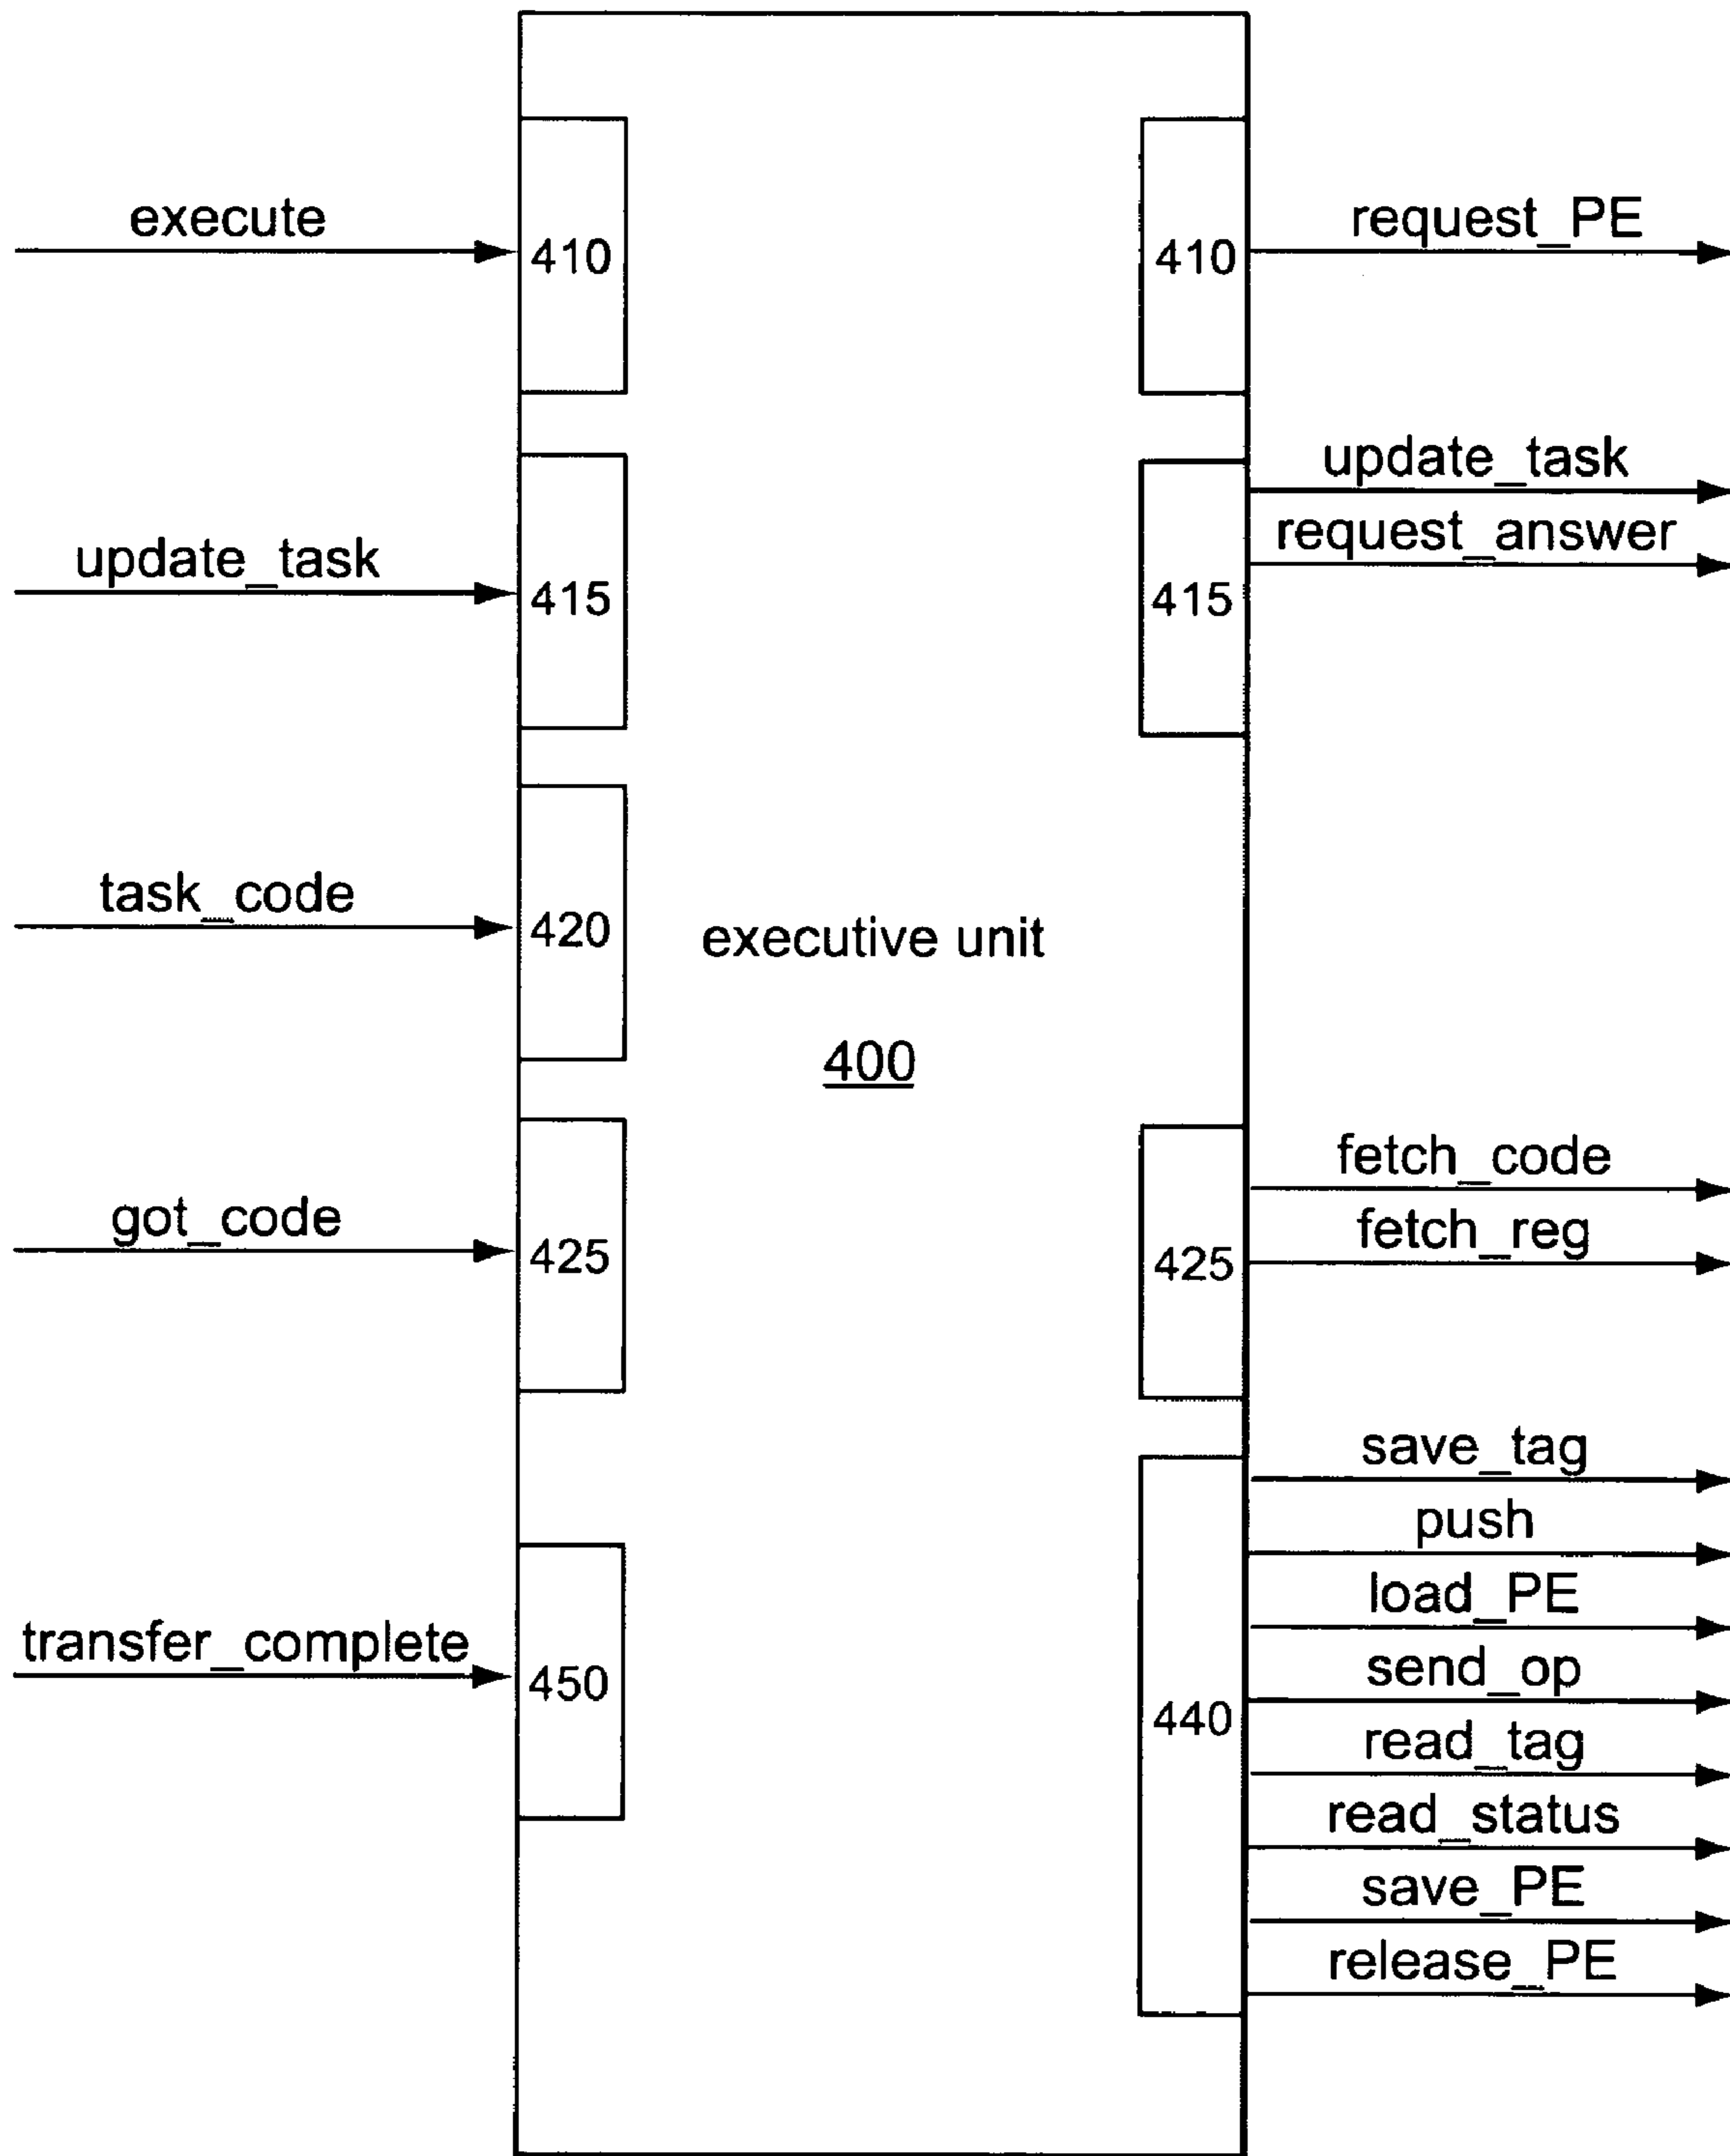 execute
410
410
request_PE
update_task
request_answer
update_task
415
415
task_code
420
executive unit
400
got_code
425
fetch_code
fetch_reg
425
save_tag
push
load_PE
transfer_complete
450
send_op
440
read_tag
read_status
save_PE
release_PE